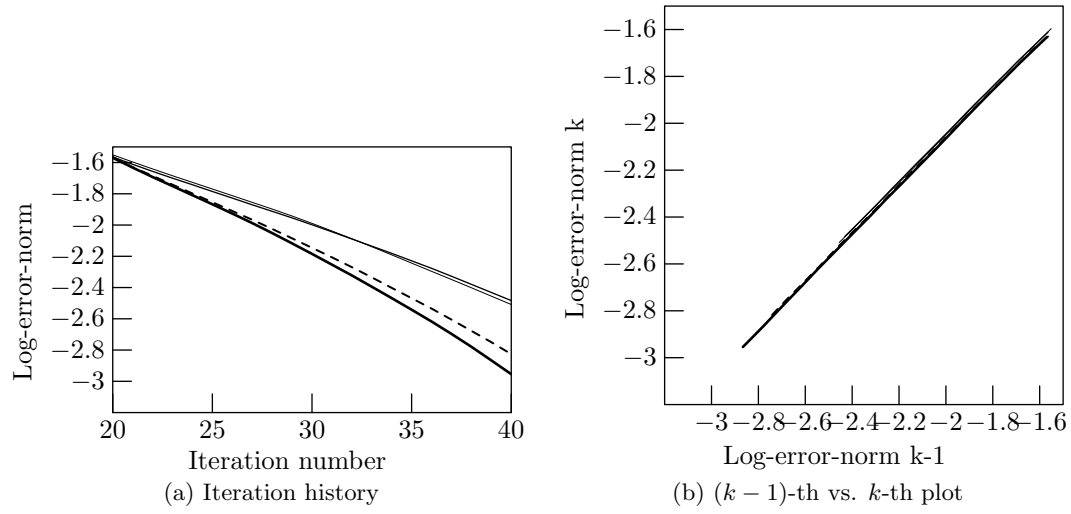 −1.6
−1.8
−2
−2.2
−2.4
−2.6
−2.8
−3
Log-error-norm
20 25 30 35 40
Iteration number
(a) Iteration history
−1.6
−1.8
−2
−2.2
−2.4
−2.6
−2.8
−3
Log-error-norm k
−3 −2.8 −2.6 −2.4 −2.2 −2 −1.8 −1.6
Log-error-norm k-1
(b) (k − 1)-th vs. k-th plot